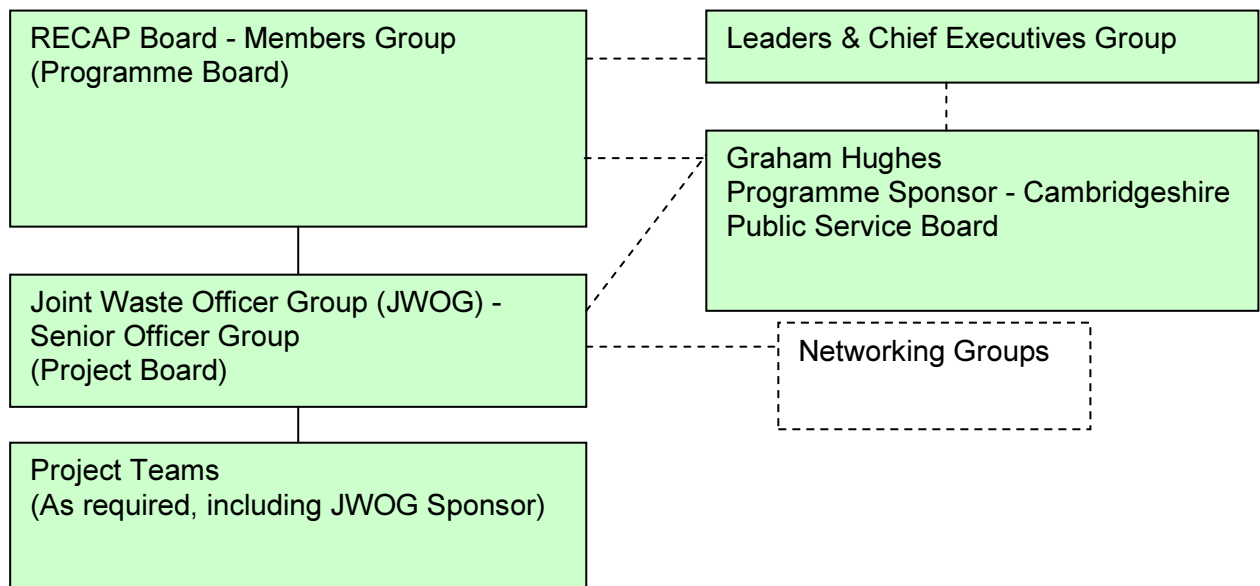 RECAP Board - Members Group
(Programme Board)
Leaders & Chief Executives Group
Graham Hughes
Programme Sponsor - Cambridgeshire
Public Service Board
Joint Waste Officer Group (JWOG) -
Senior Officer Group
(Project Board)
Networking Groups
Project Teams
(As required, including JWOG Sponsor)